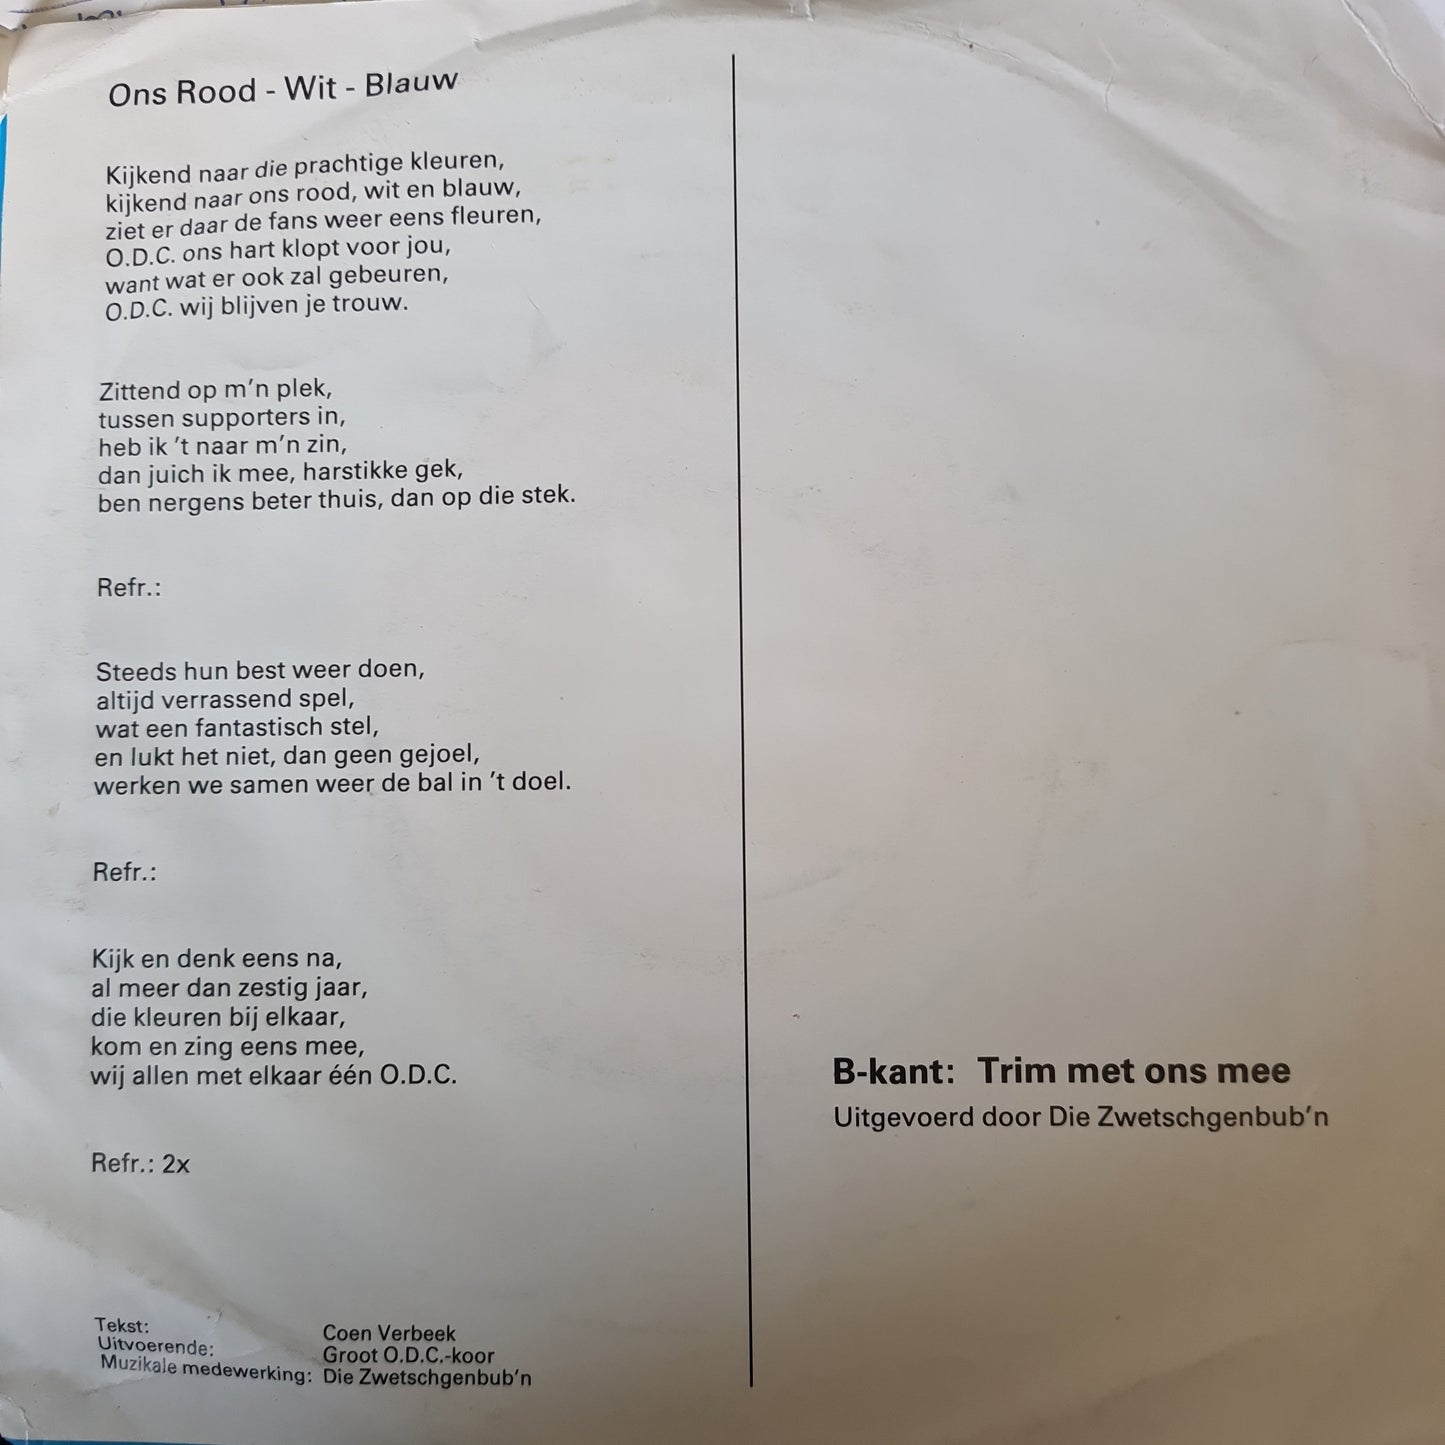 Ons Rood - Wit - Blauw
Kijkend naar die prachtige kleuren,
kijkend naar ons rood, wit en blauw,
ziet er daar de fans weer eens fleuren,
O.D.C. ons hart klopt voor jou,
want wat er ook zal gebeuren,
O.D.C. wij blijven je trouw.
Zittend op m'n plek,
tussen supporters in,
heb ik 't naar m'n zin,
dan juich ik mee, harstikke gek,
ben nergens beter thuis, dan op die stek.
Refr.:
Steeds hun best weer doen,
altijd verrassend spel,
wat een fantastisch stel,
en lukt het niet, dan geen gejoel,
werken we samen weer de bal in 't doel.
Refr.:
Kijk en denk eens na,
al meer dan zestig jaar,
die kleuren bij elkaar,
kom en zing eens mee,
wij allen met elkaar één O.D.C.
Refr.: 2x
Tekst: Coen Verbeek
Uitvoerende: Groot O.D.C.-koor
Muzikale medewerking: Die Zwetschgenbub'n
B-kant: Trim met ons mee
Uitgevoerd door Die Zwetschgenbub'n